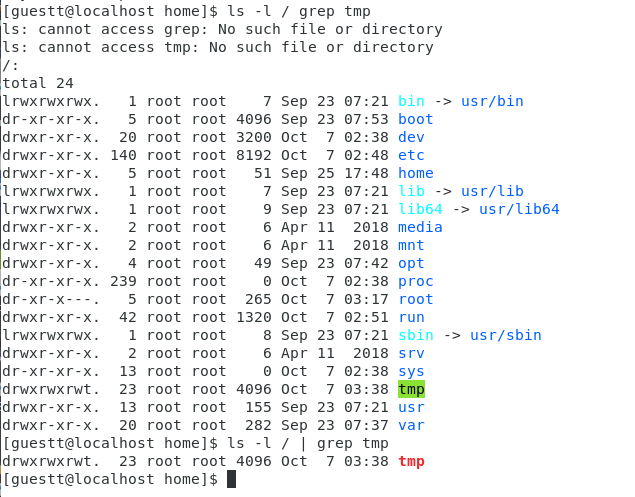 [guestt@localhost home]$ ls -l / grep tmp
ls: cannot access grep: No such file or directory
ls: cannot access tmp: No such file or directory
/:
total 24
lrwxrwxrwx.   1 root root    7 Sep 23 07:21 bin -> usr/bin
dr-xr-xr-x.   5 root root 4096 Sep 23 07:53 boot
drwxr-xr-x.  20 root root 3200 Oct  7 02:38 dev
drwxr-xr-x. 140 root root 8192 Oct  7 02:48 etc
drwxr-xr-x.   5 root root   51 Sep 25 17:48 home
lrwxrwxrwx.   1 root root    7 Sep 23 07:21 lib -> usr/lib
lrwxrwxrwx.   1 root root    9 Sep 23 07:21 lib64 -> usr/lib64
drwxr-xr-x.   2 root root    6 Apr 11  2018 media
drwxr-xr-x.   2 root root    6 Apr 11  2018 mnt
drwxr-xr-x.   4 root root   49 Sep 23 07:42 opt
dr-xr-xr-x. 239 root root    0 Oct  7 02:38 proc
dr-xr-x---.   5 root root  265 Oct  7 03:17 root
drwxr-xr-x.  42 root root 1320 Oct  7 02:51 run
lrwxrwxrwx.   1 root root    8 Sep 23 07:21 sbin -> usr/sbin
drwxr-xr-x.   2 root root    6 Apr 11  2018 srv
dr-xr-xr-x.  13 root root    0 Oct  7 02:38 sys
drwxrwxrwt.  23 root root 4096 Oct  7 03:38 tmp
drwxr-xr-x.  13 root root  155 Sep 23 07:21 usr
drwxr-xr-x.  20 root root  282 Sep 23 07:37 var
[guestt@localhost home]$ ls -l / | grep tmp
drwxrwxrwt.  23 root root 4096 Oct  7 03:38 tmp
[guestt@localhost home]$